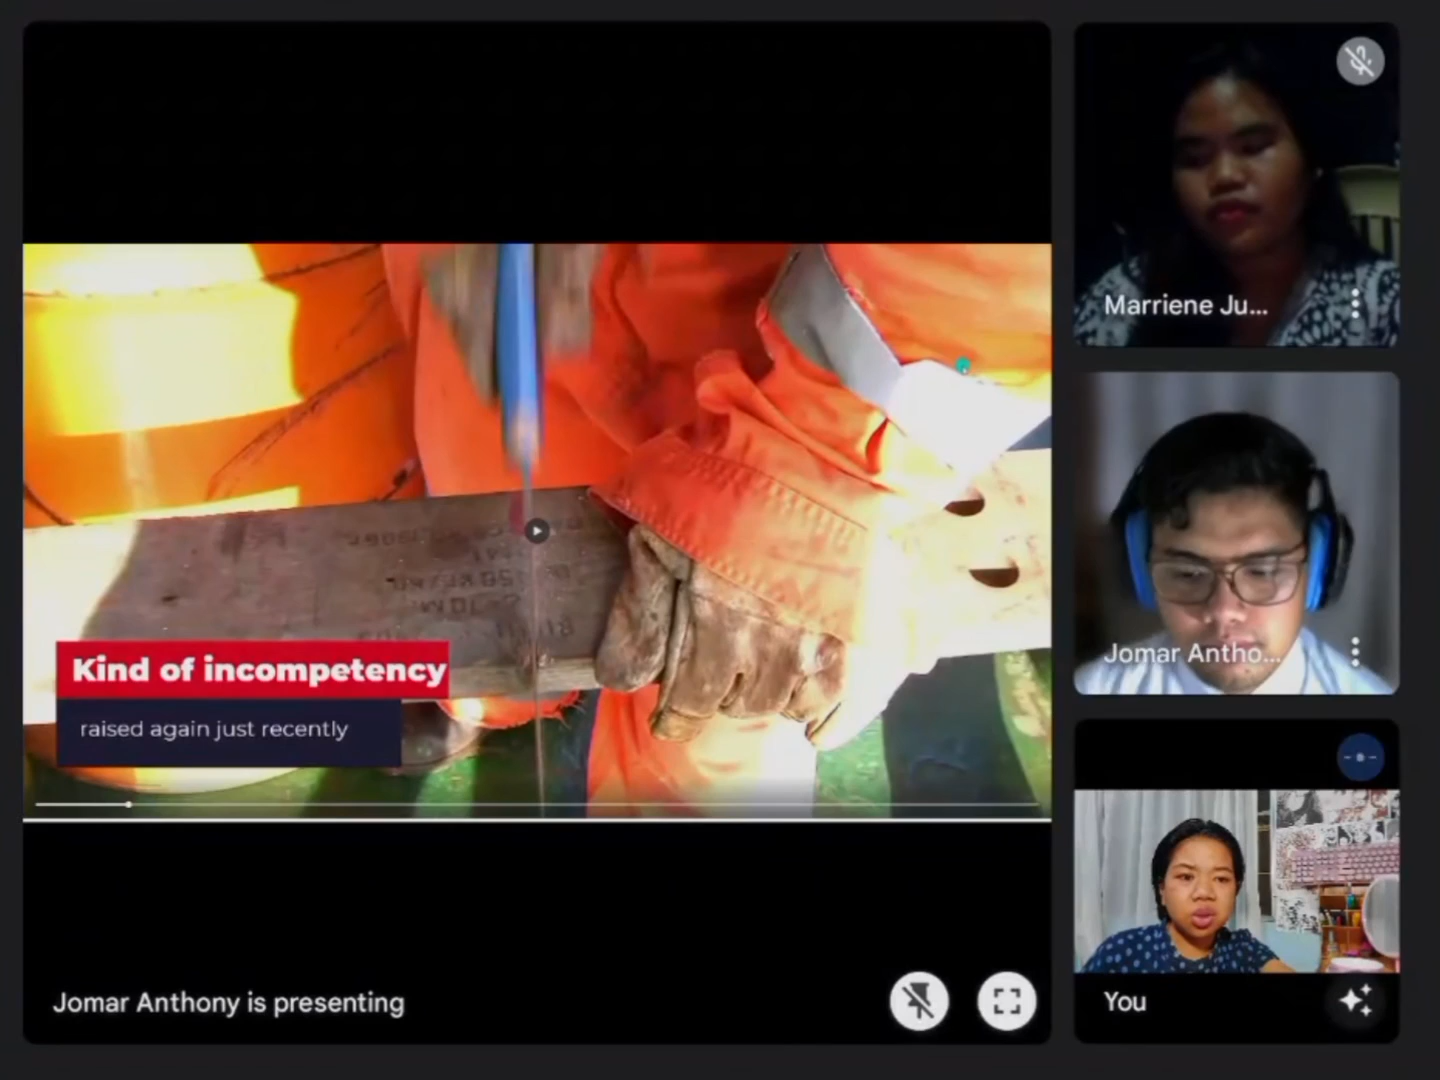 Kind of incompetency
raised again just recently
Jomar Anthony is presenting
Marriene Ju...
Jomar Antho...
You